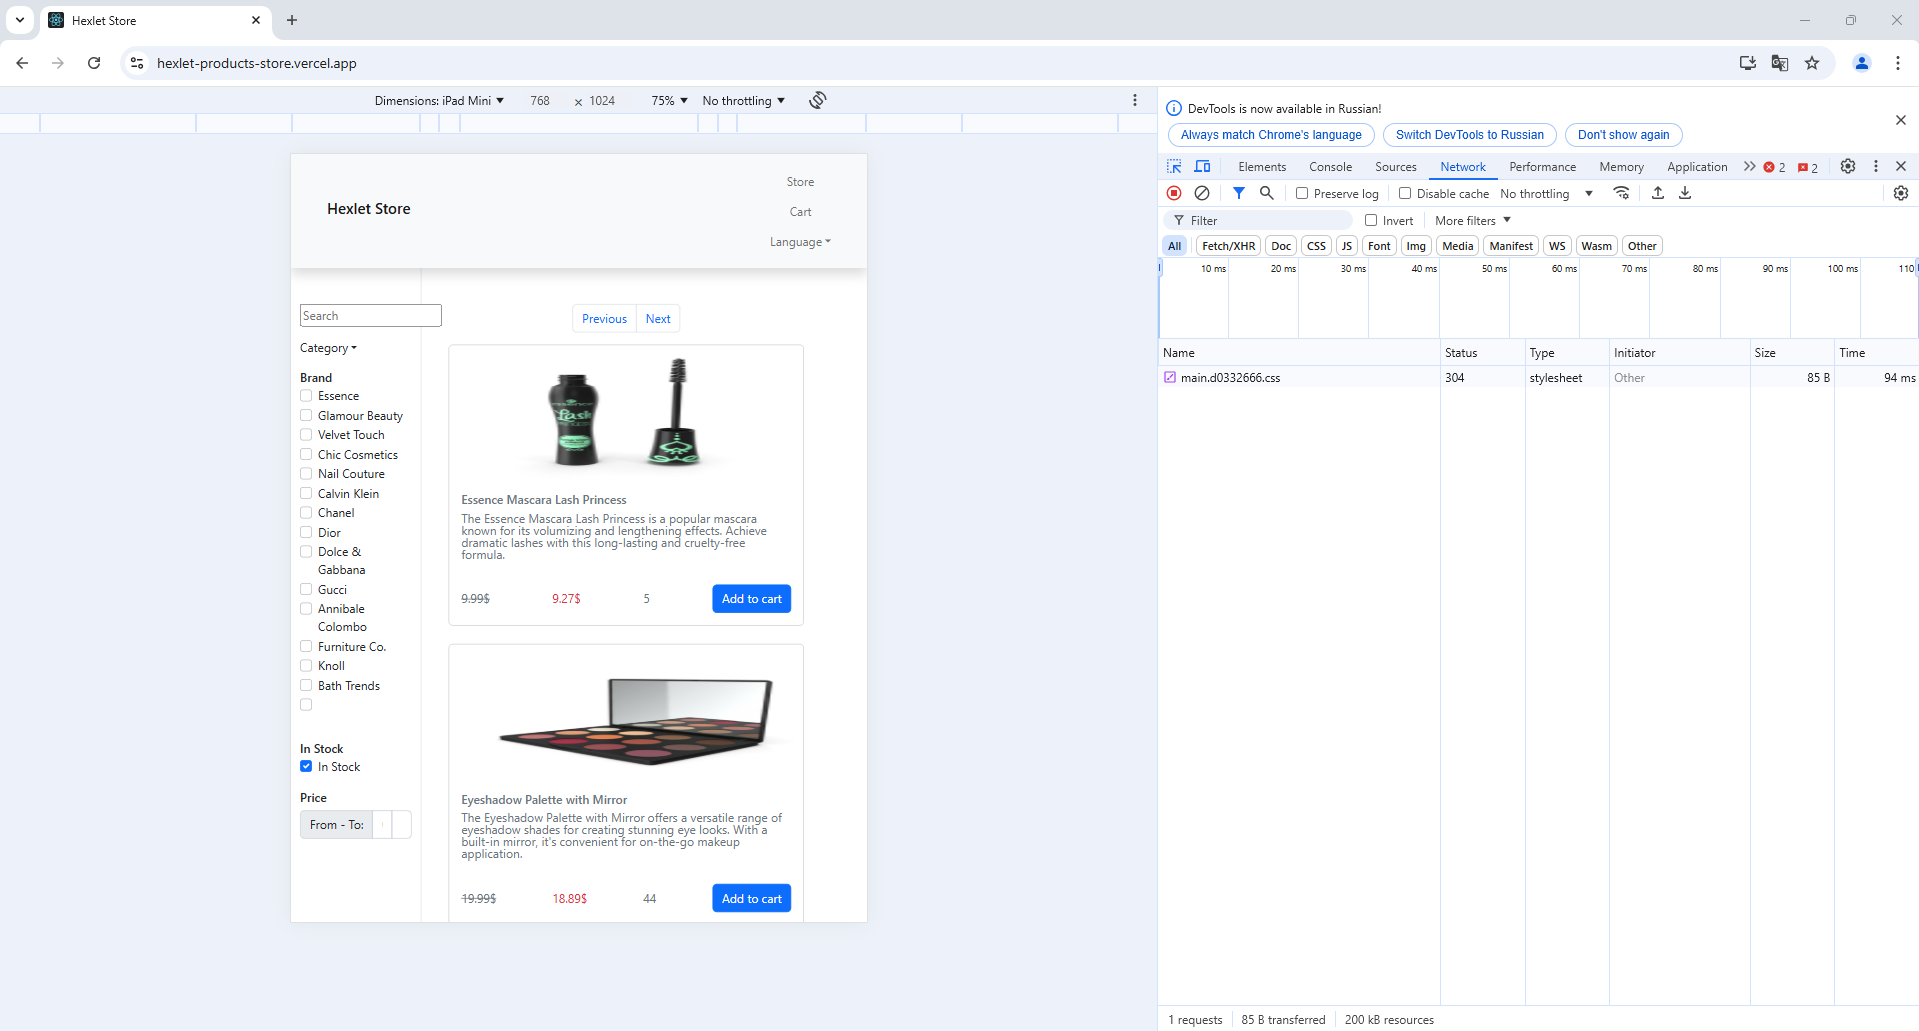 Hexlet Store
hexlet-products-store.vercel.app
Dimensions: iPad Mini 768 × 1024 75% No throttling
Hexlet Store
Store
Cart
Language
Search
Category
Brand
Essence
Glamour Beauty
Velvet Touch
Chic Cosmetics
Nail Couture
Calvin Klein
Chanel
Dior
Dolce &
Gabbana
Gucci
Annibale
Colombo
Furniture Co.
Knoll
Bath Trends
In Stock
In Stock
Price
From - To:
Previous Next
essence
Lash
Essence Mascara Lash Princess
The Essence Mascara Lash Princess is a popular mascara
known for its volumizing and lengthening effects. Achieve
dramatic lashes with this long-lasting and cruelty-free
formula.
9.99$ 9.27$ 5 Add to cart
Eyeshadow Palette with Mirror
The Eyeshadow Palette with Mirror offers a versatile range of
eyeshadow shades for creating stunning eye looks. With a
built-in mirror, it's convenient for on-the-go makeup
application.
19.99$ 18.89$ 44 Add to cart
DevTools is now available in Russian!
Always match Chrome's language Switch DevTools to Russian Don't show again
Elements Console Sources Network Performance Memory Application 2 2
Preserve log Disable cache No throttling
Filter Invert More filters
All Fetch/XHR Doc CSS JS Font Img Media Manifest WS Wasm Other
10 ms 20 ms 30 ms 40 ms 50 ms 60 ms 70 ms 80 ms 90 ms 100 ms 110
Name Status Type Initiator Size Time
main.d0332666.css 304 stylesheet Other 85 B 94 ms
1 requests 85 B transferred 200 kB resources